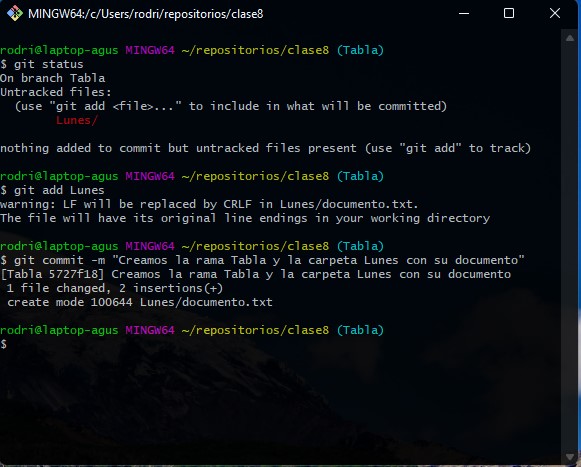 MINGW64:/c/Users/rodri/repositorios/clase8
rodri@laptop-agus MINGW64 ~/repositorios/clase8 (Tabla)
$ git status
On branch Tabla
Untracked files:
  (use "git add <file>..." to include in what will be committed)
        Lunes/
nothing added to commit but untracked files present (use "git add" to track)
rodri@laptop-agus MINGW64 ~/repositorios/clase8 (Tabla)
$ git add Lunes
warning: LF will be replaced by CRLF in Lunes/documento.txt.
The file will have its original line endings in your working directory
rodri@laptop-agus MINGW64 ~/repositorios/clase8 (Tabla)
$ git commit -m "Creamos la rama Tabla y la carpeta Lunes con su documento"
[Tabla 5727f18] Creamos la rama Tabla y la carpeta Lunes con su documento
 1 file changed, 2 insertions(+)
 create mode 100644 Lunes/documento.txt
rodri@laptop-agus MINGW64 ~/repositorios/clase8 (Tabla)
$